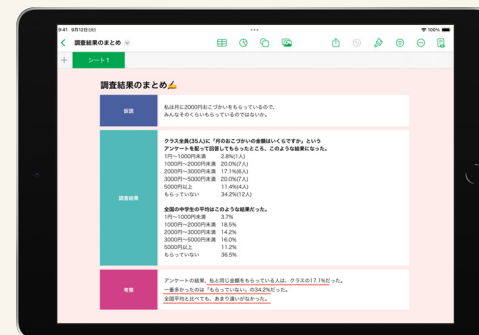 9:41 9月12日(火)
100%
調査結果のまとめ
シート1
調査結果のまとめ✍️
仮説
私は月に2000円おこづかいをもらっているので、
みんなそのくらいもらっているのではないか。
調査結果
クラス全員(35人)に「月のおこづかいの金額はいくらですか」という
アンケートを配って回答してもらったところ、このような結果になった。
1円〜1000円未満 2.8%(1人)
1000円〜2000円未満 20.0%(7人)
2000円〜3000円未満 17.1%(6人)
3000円〜5000円未満 20.0%(7人)
5000円以上 11.4%(4人)
もらっていない 34.2%(12人)
全国の中学生の平均はこのような結果だった。
1円〜1000円未満 3.7%
1000円〜2000円未満 18.5%
2000円〜3000円未満 14.2%
3000円〜5000円未満 16.0%
5000円以上 11.2%
もらっていない 36.5%
考察
アンケートの結果、私と同じ金額をもらっている人は、クラスの17.1%だった。
一番多かったのは「もらっていない」の34.2%だった。
全国平均と比べても、あまり違いがなかった。